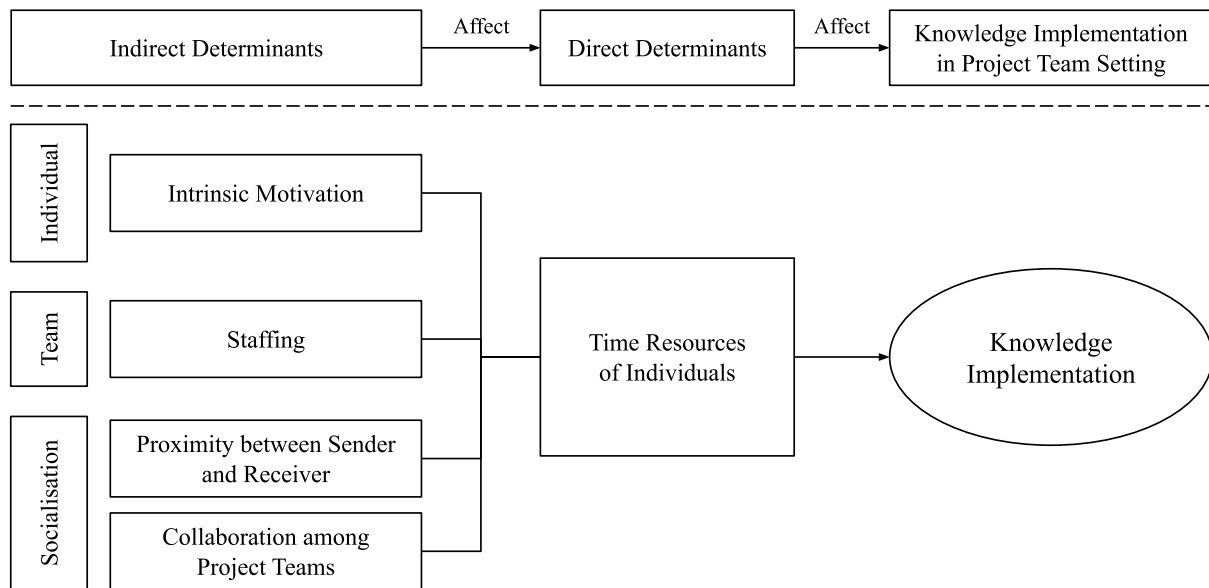 Indirect Determinants
Affect
Direct Determinants
Affect
Knowledge Implementation
in Project Team Setting
Individual
Intrinsic Motivation
Team
Staffing
Socialisation
Proximity between Sender
and Receiver
Collaboration among
Project Teams
Time Resources
of Individuals
Knowledge
Implementation